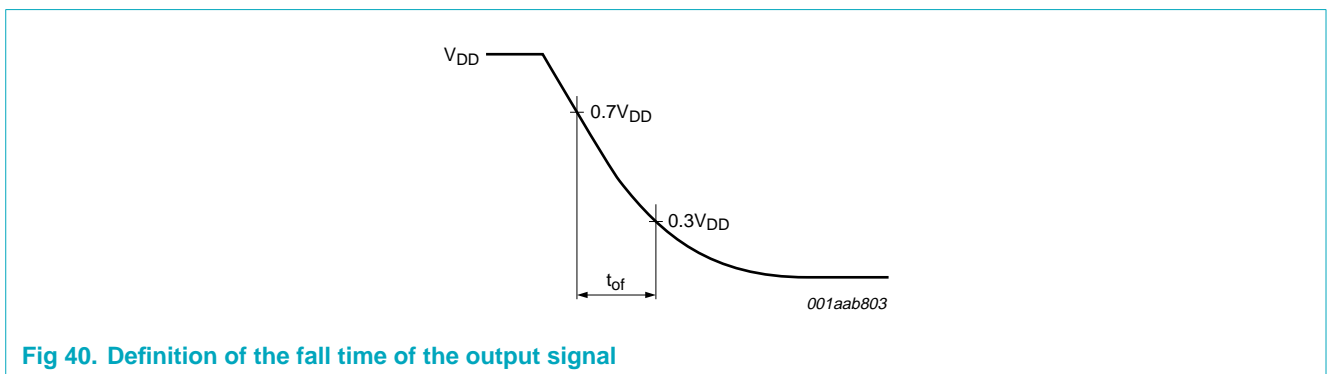 VDD
0.7VDD
0.3VDD
tof
001aab803
Fig 40. Definition of the fall time of the output signal